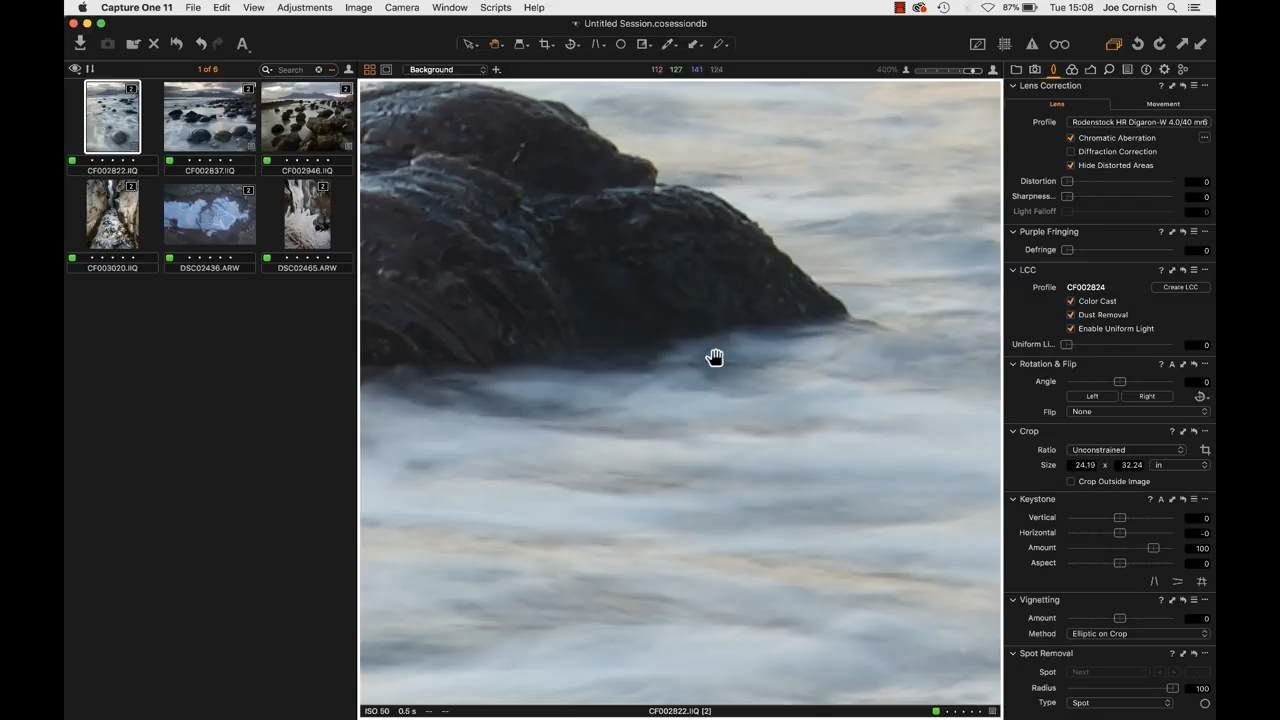 Capture One 11 File Edit View Adjustments Image Camera Window Scripts Help 87% Tue 15:08 Joe Cornish
Untitled Session.cosessiondb
1 of 6 Search Background 112 127 141 124 400%
2 2 2
CF002822.IIQ CF002837.IIQ CF002946.IIQ
2 2 2
CF003020.IIQ DSC02436.ARW DSC02465.ARW
ISO 50 0.5 s -- -- CF002822.IIQ [2]
Lens Correction
Lens Movement
Profile Rodenstock HR Digaron-W 4.0/40 mm
Chromatic Aberration
Diffraction Correction
Hide Distorted Areas
Distortion 0
Sharpness... 0
Light Falloff 0
Purple Fringing
Defringe 0
LCC
Profile CF002824 Create LCC
Color Cast
Dust Removal
Enable Uniform Light
Uniform Li... 0
Rotation & Flip
Angle 0
Left Right
Flip None
Crop
Ratio Unconstrained
Size 24.19 x 32.24 in
Crop Outside Image
Keystone
Vertical 0
Horizontal -0
Amount 100
Aspect 0
Vignetting
Amount 0
Method Elliptic on Crop
Spot Removal
Spot Next
Radius 100
Type Spot